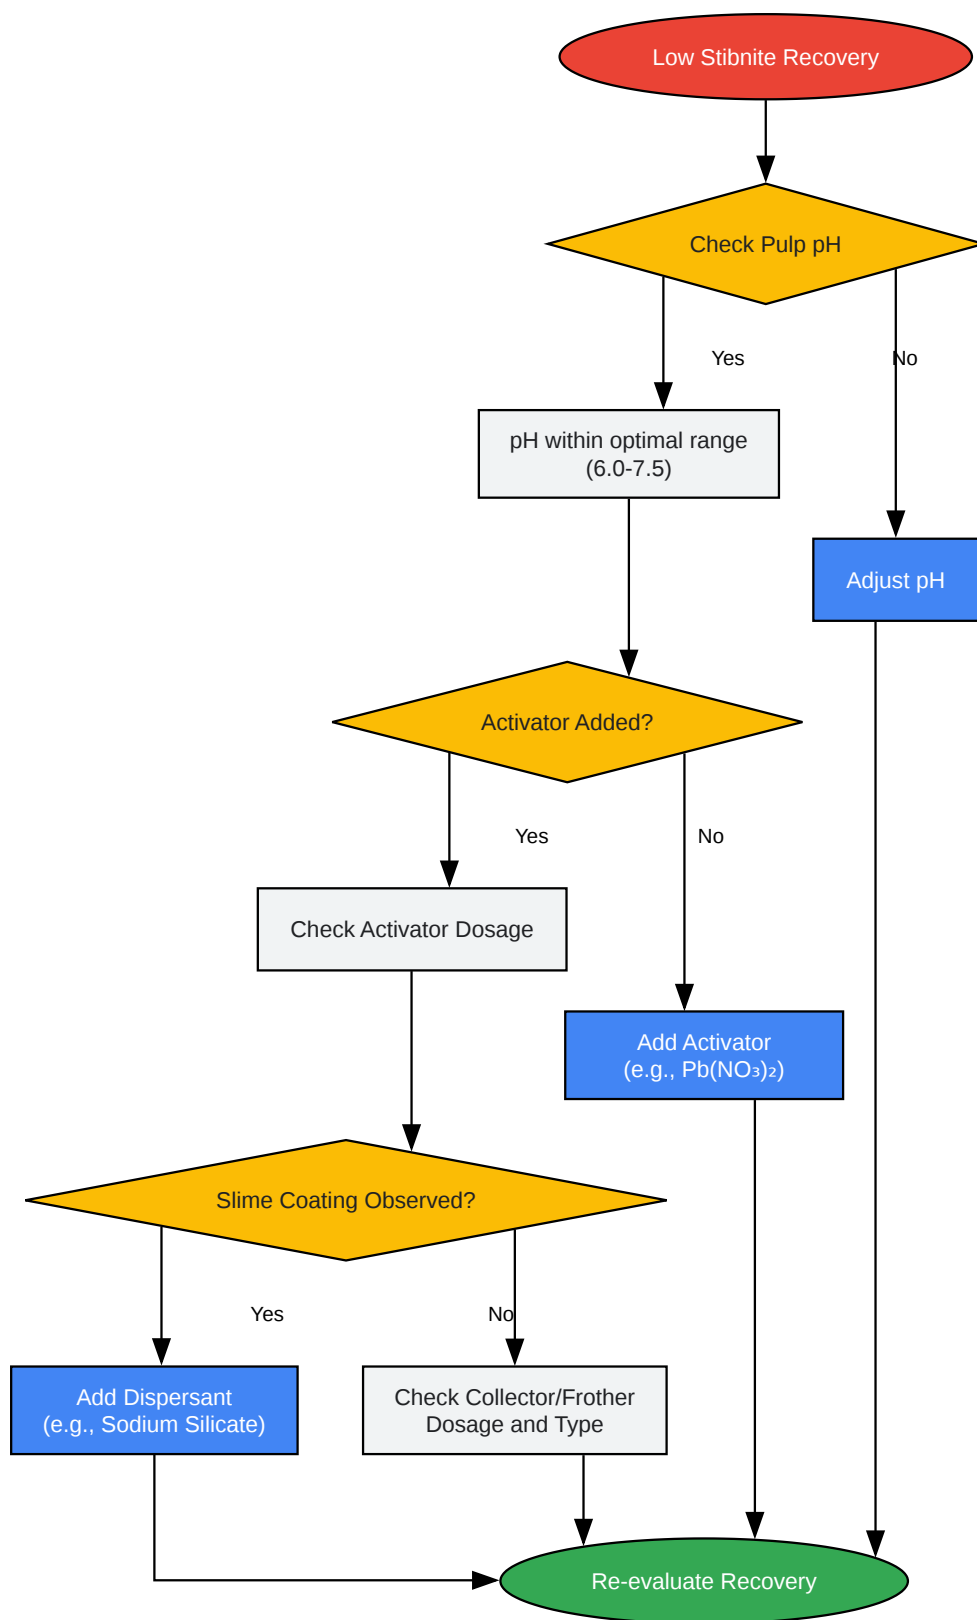 Low Stibnite Recovery
Check Pulp pH
Yes
No
pH within optimal range
(6.0-7.5)
Adjust pH
Activator Added?
Yes
No
Check Activator Dosage
Add Activator
(e.g., Pb(NO₃)₂)
Slime Coating Observed?
Yes
No
Add Dispersant
(e.g., Sodium Silicate)
Check Collector/Frother
Dosage and Type
Re-evaluate Recovery